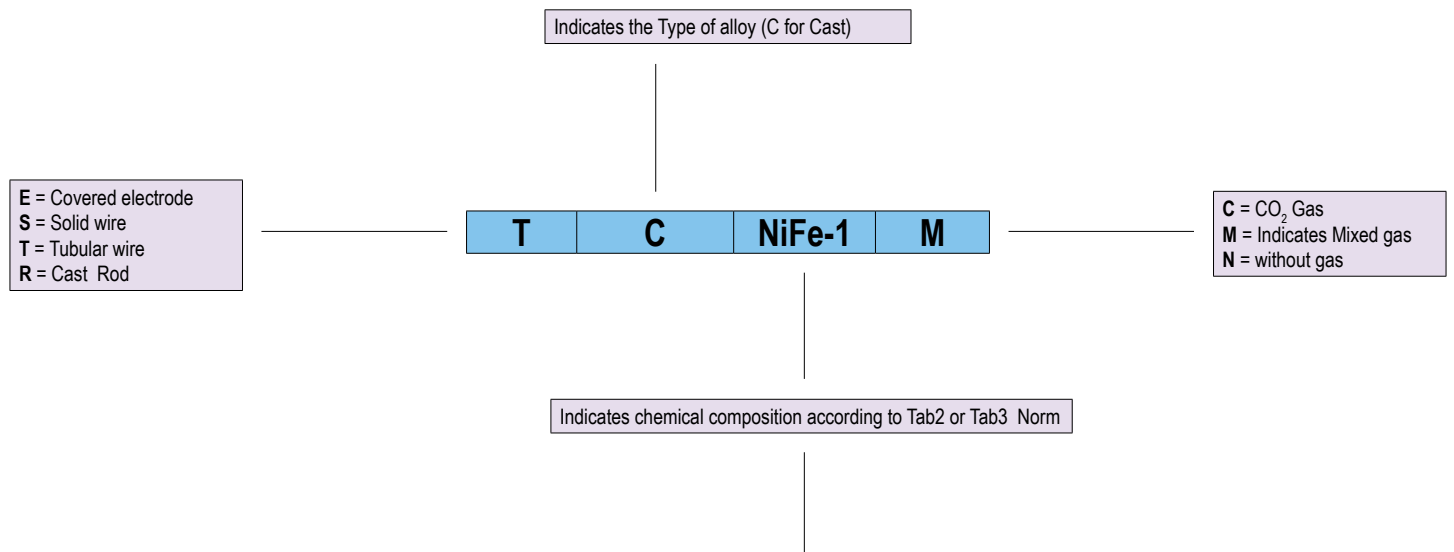 Indicates the Type of alloy (C for Cast)
E = Covered electrode
S = Solid wire
T = Tubular wire
R = Cast Rod
T C NiFe-1 M
C = CO₂ Gas
M = Indicates Mixed gas
N = without gas
Indicates chemical composition according to Tab2 or Tab3 Norm